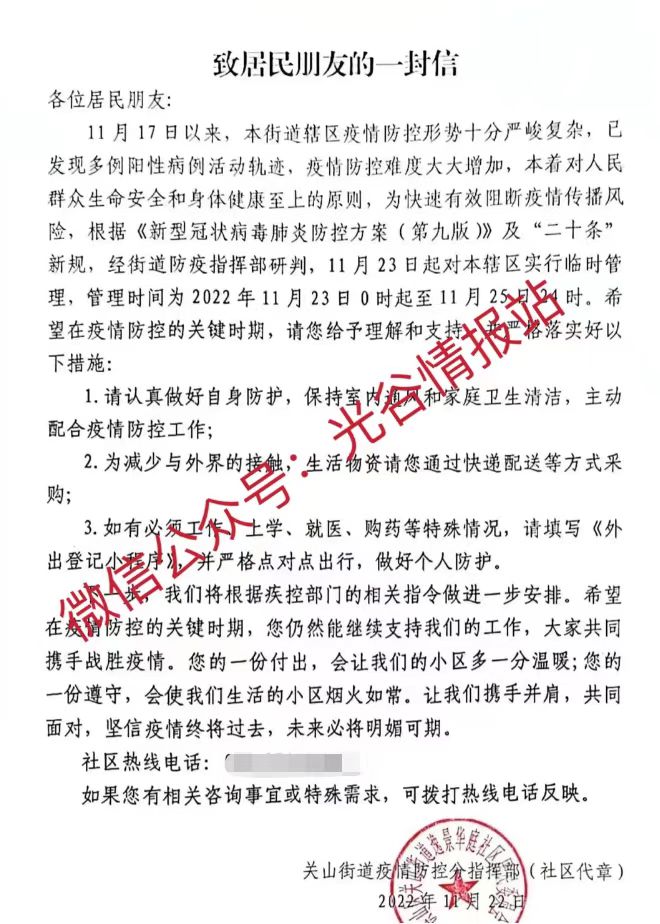 致居民朋友的一封信
各位居民朋友:
11月17日以来，本街道辖区疫情防控形势十分严峻复杂，已
发现多例阳性病例活动轨迹，疫情防控难度大大增加，本着对人民
群众生命安全和身体健康至上的原则，为快速有效阻断疫情传播风
险，根据《新型冠状病毒肺炎防控方案（第九版）》及“二十条”
新规，经街道防疫指挥部研判，11月23日起对本辖区实行临时管
理，管理时间为2022年11月23日0时起至11月25日24时。希
望在疫情防控的关键时期，请您给予理解和支持，并严格落实好以
下措施:
1.请认真做好自身防护，保持室内通风和家庭卫生清洁，主动
配合疫情防控工作;
2.为减少与外界的接触，生活物资请您通过快递配送等方式采
购;
3.如有必须工作、上学、就医、购药等特殊情况，请填写《外
出登记小程序》，并严格点对点出行，做好个人防护。
下一步，我们将根据疾控部门的相关指令做进一步安排。希望
在疫情防控的关键时期，您仍然能继续支持我们的工作，大家共同
携手战胜疫情。您的一份付出，会让我们的小区多一分温暖;您的
一份遵守，会使我们生活的小区烟火如常。让我们携手并肩，共同
面对，坚信疫情终将过去，未来必将明媚可期。
社区热线电话:
如果您有相关咨询事宜或特殊需求，可拨打热线电话反映。
关山街道疫情防控分指挥部（社区代章）
2022年11月22日
微信公众号：光谷情报站
关山街道逸景华庭社区居